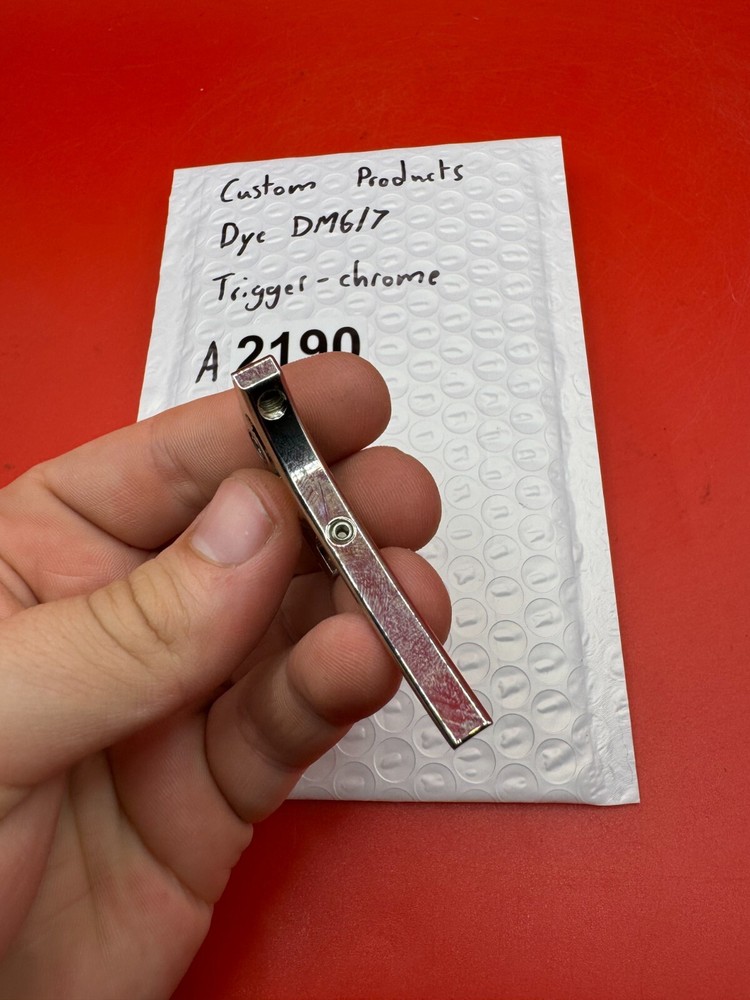 Custom Products
Dye DM6/7
Trigger-chrome
A 2190